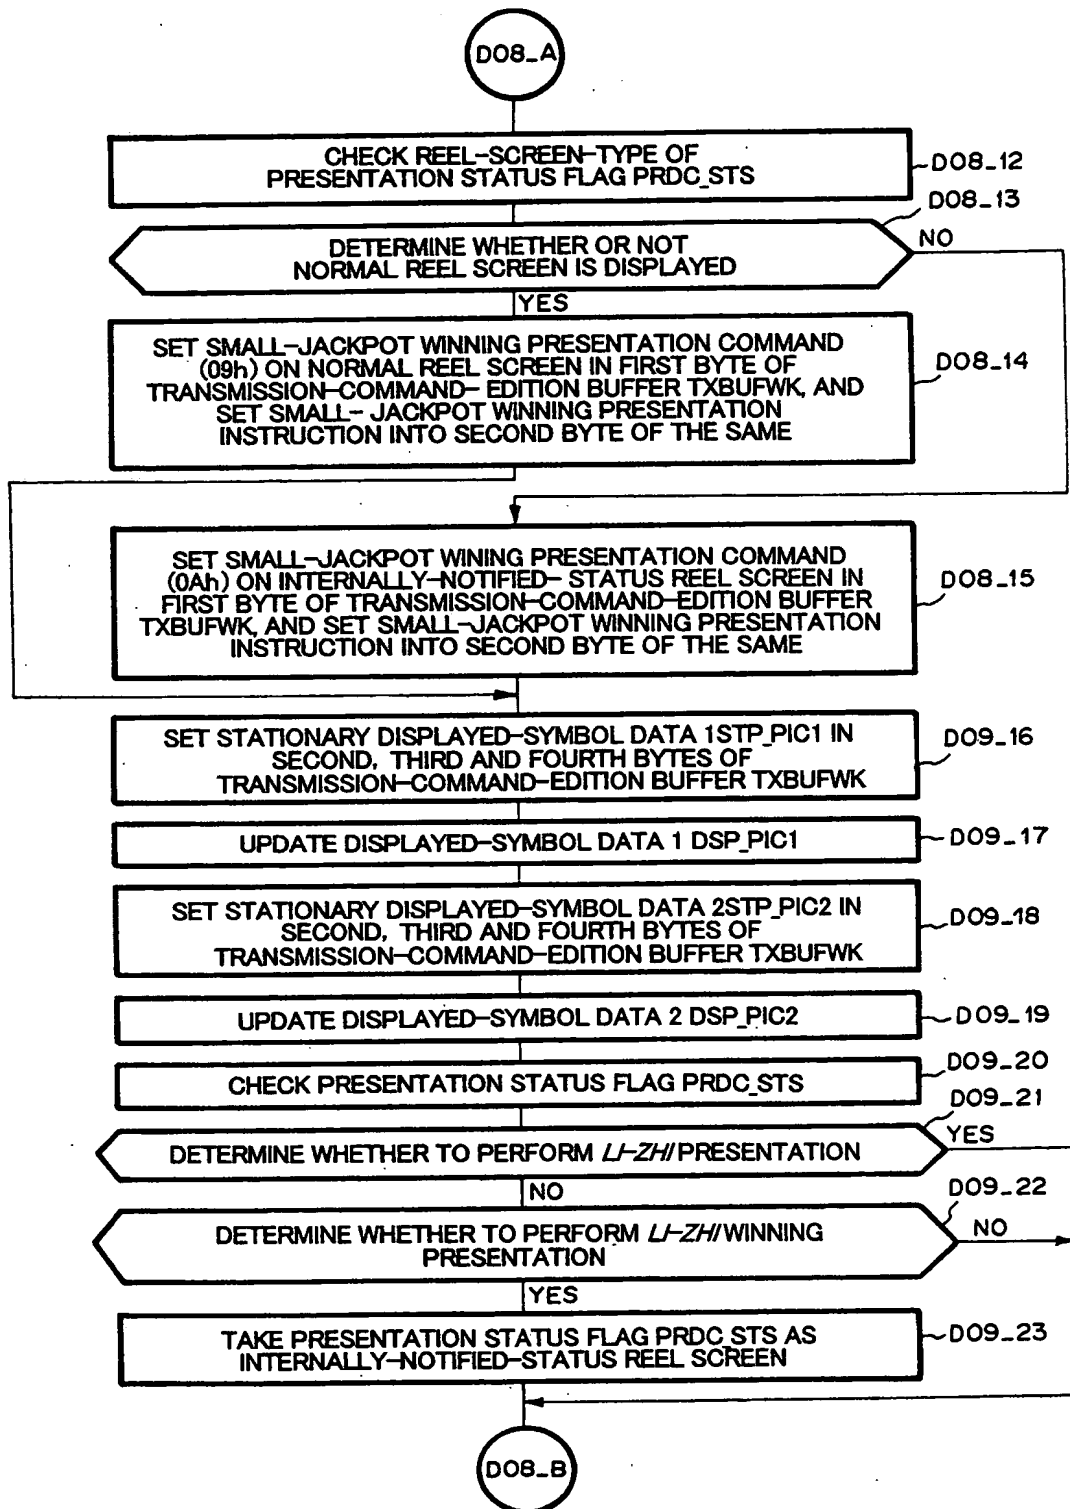 D08_A
CHECK REEL-SCREEN-TYPE OF
PRESENTATION STATUS FLAG PRDC_STS
D08_12
D08_13
DETERMINE WHETHER OR NOT
NORMAL REEL SCREEN IS DISPLAYED
NO
YES
SET SMALL-JACKPOT WINNING PRESENTATION COMMAND
(09h) ON NORMAL REEL SCREEN IN FIRST BYTE OF
TRANSMISSION-COMMAND- EDITION BUFFER TXBUFWK, AND
SET SMALL- JACKPOT WINNING PRESENTATION
INSTRUCTION INTO SECOND BYTE OF THE SAME
D08_14
SET SMALL-JACKPOT WINING PRESENTATION COMMAND
(0Ah) ON INTERNALLY-NOTIFIED- STATUS REEL SCREEN IN
FIRST BYTE OF TRANSMISSION-COMMAND-EDITION BUFFER
TXBUFWK, AND SET SMALL-JACKPOT WINNING PRESENTATION
INSTRUCTION INTO SECOND BYTE OF THE SAME
D08_15
SET STATIONARY DISPLAYED-SYMBOL DATA 1STP_PIC1 IN
SECOND, THIRD AND FOURTH BYTES OF
TRANSMISSION-COMMAND-EDITION BUFFER TXBUFWK
D09_16
UPDATE DISPLAYED-SYMBOL DATA 1 DSP_PIC1
D09_17
SET STATIONARY DISPLAYED-SYMBOL DATA 2STP_PIC2 IN
SECOND, THIRD AND FOURTH BYTES OF
TRANSMISSION-COMMAND-EDITION BUFFER TXBUFWK
D09_18
UPDATE DISPLAYED-SYMBOL DATA 2 DSP_PIC2
D09_19
CHECK PRESENTATION STATUS FLAG PRDC_STS
D09_20
D09_21
DETERMINE WHETHER TO PERFORM LI-ZHI PRESENTATION
YES
NO
D09_22
DETERMINE WHETHER TO PERFORM LI-ZHI WINNING
PRESENTATION
NO
YES
TAKE PRESENTATION STATUS FLAG PRDC_STS AS
INTERNALLY-NOTIFIED-STATUS REEL SCREEN
D09_23
D08_B